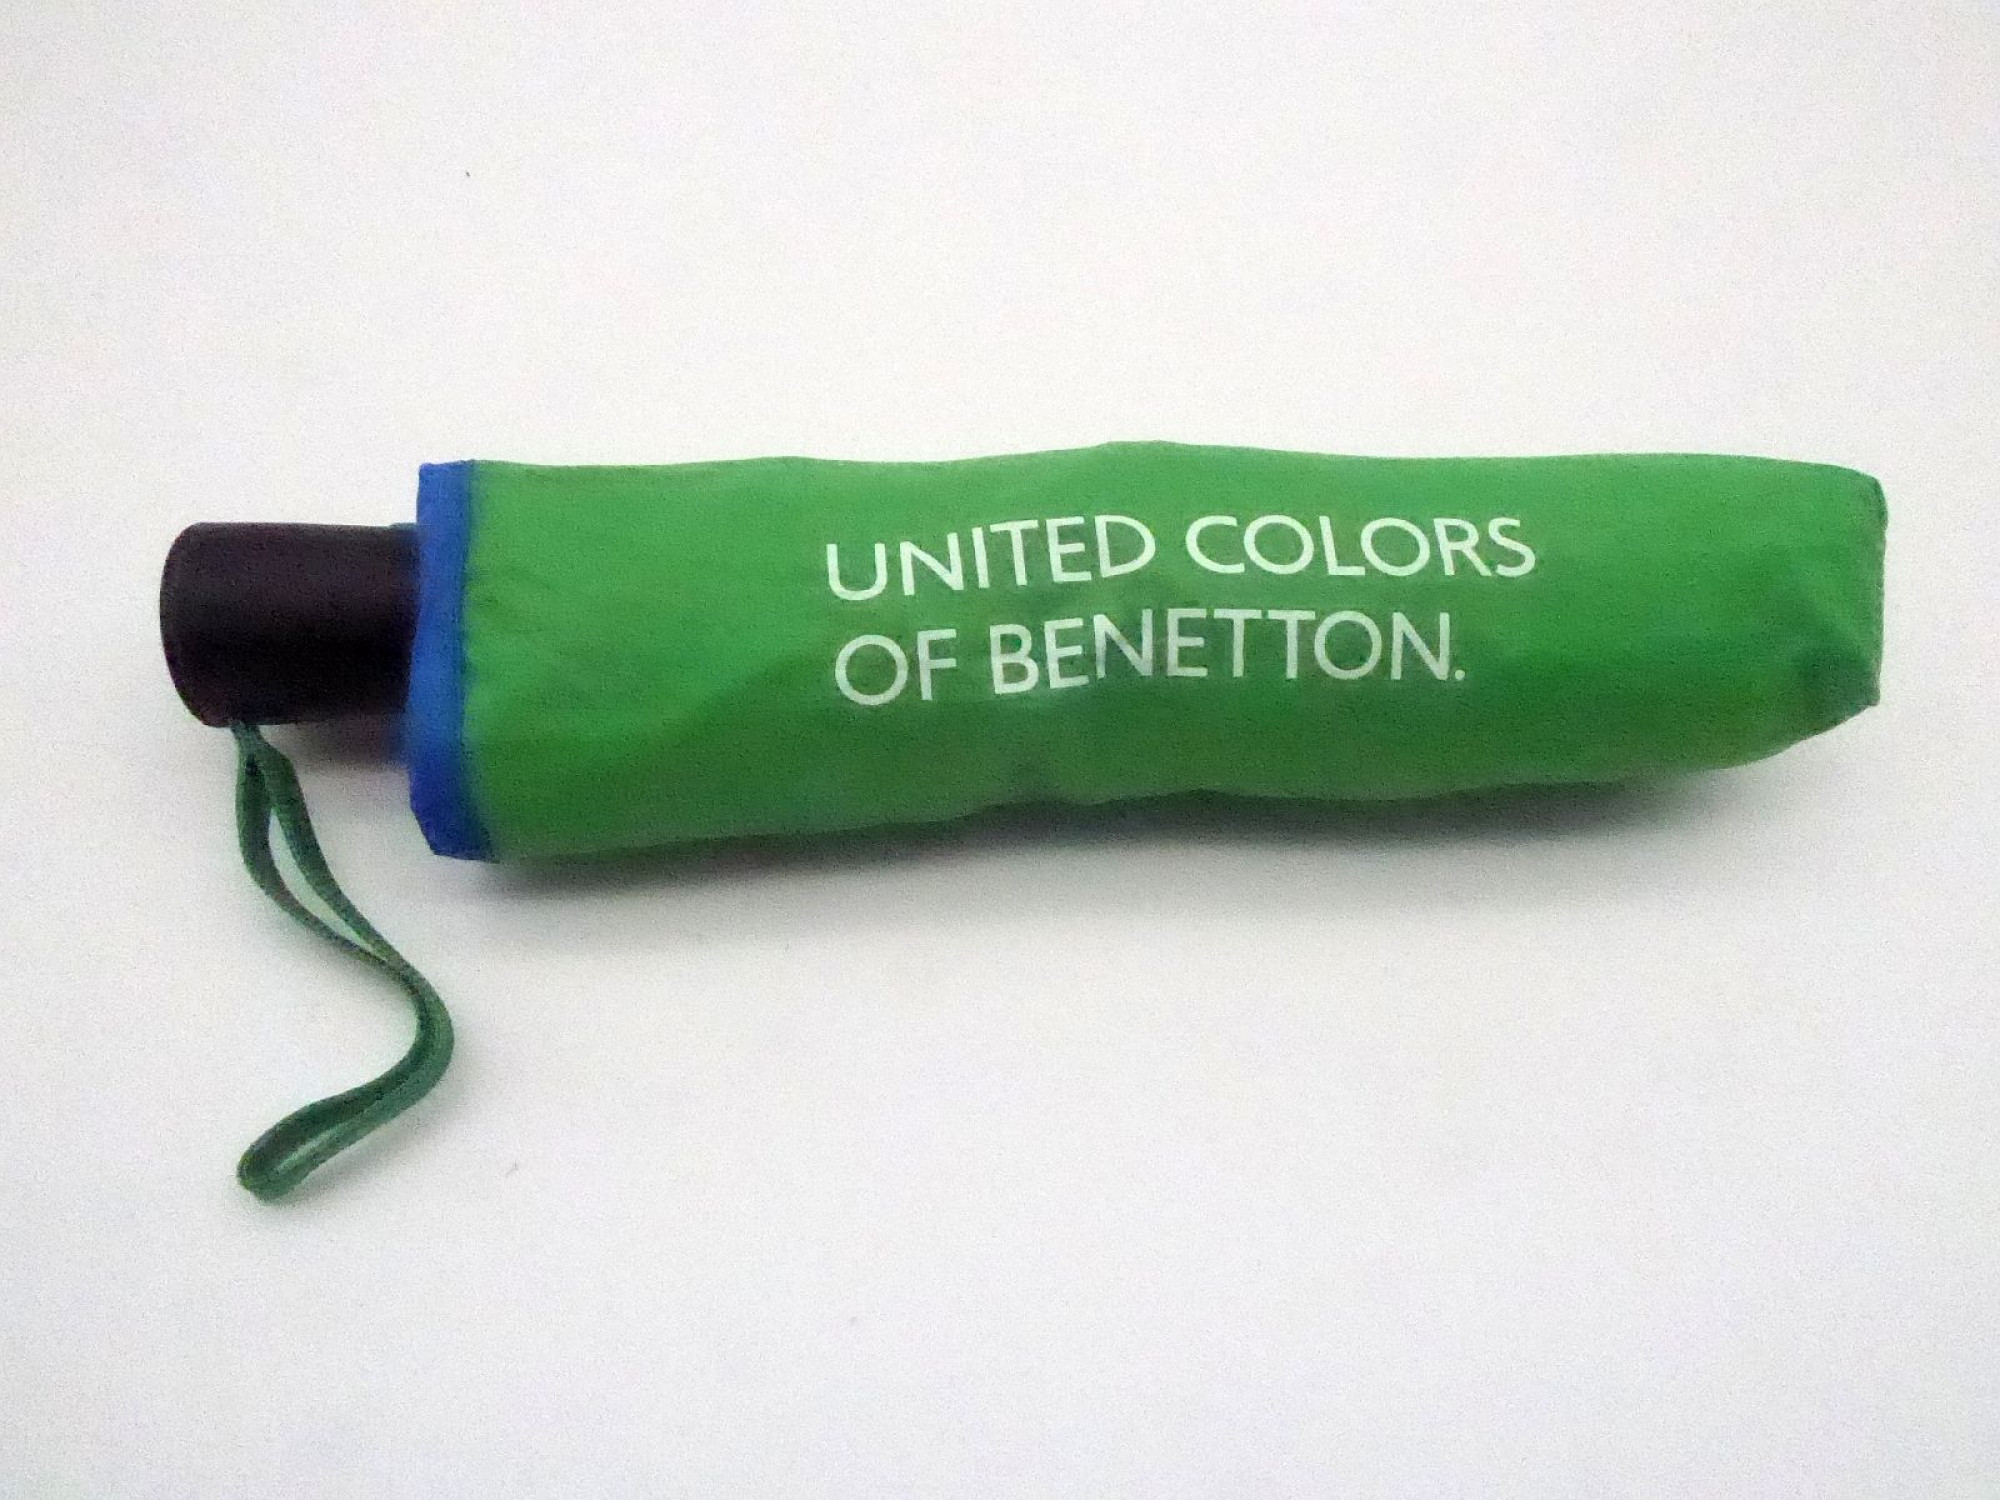 UNITED COLORS
OF BENETTON.